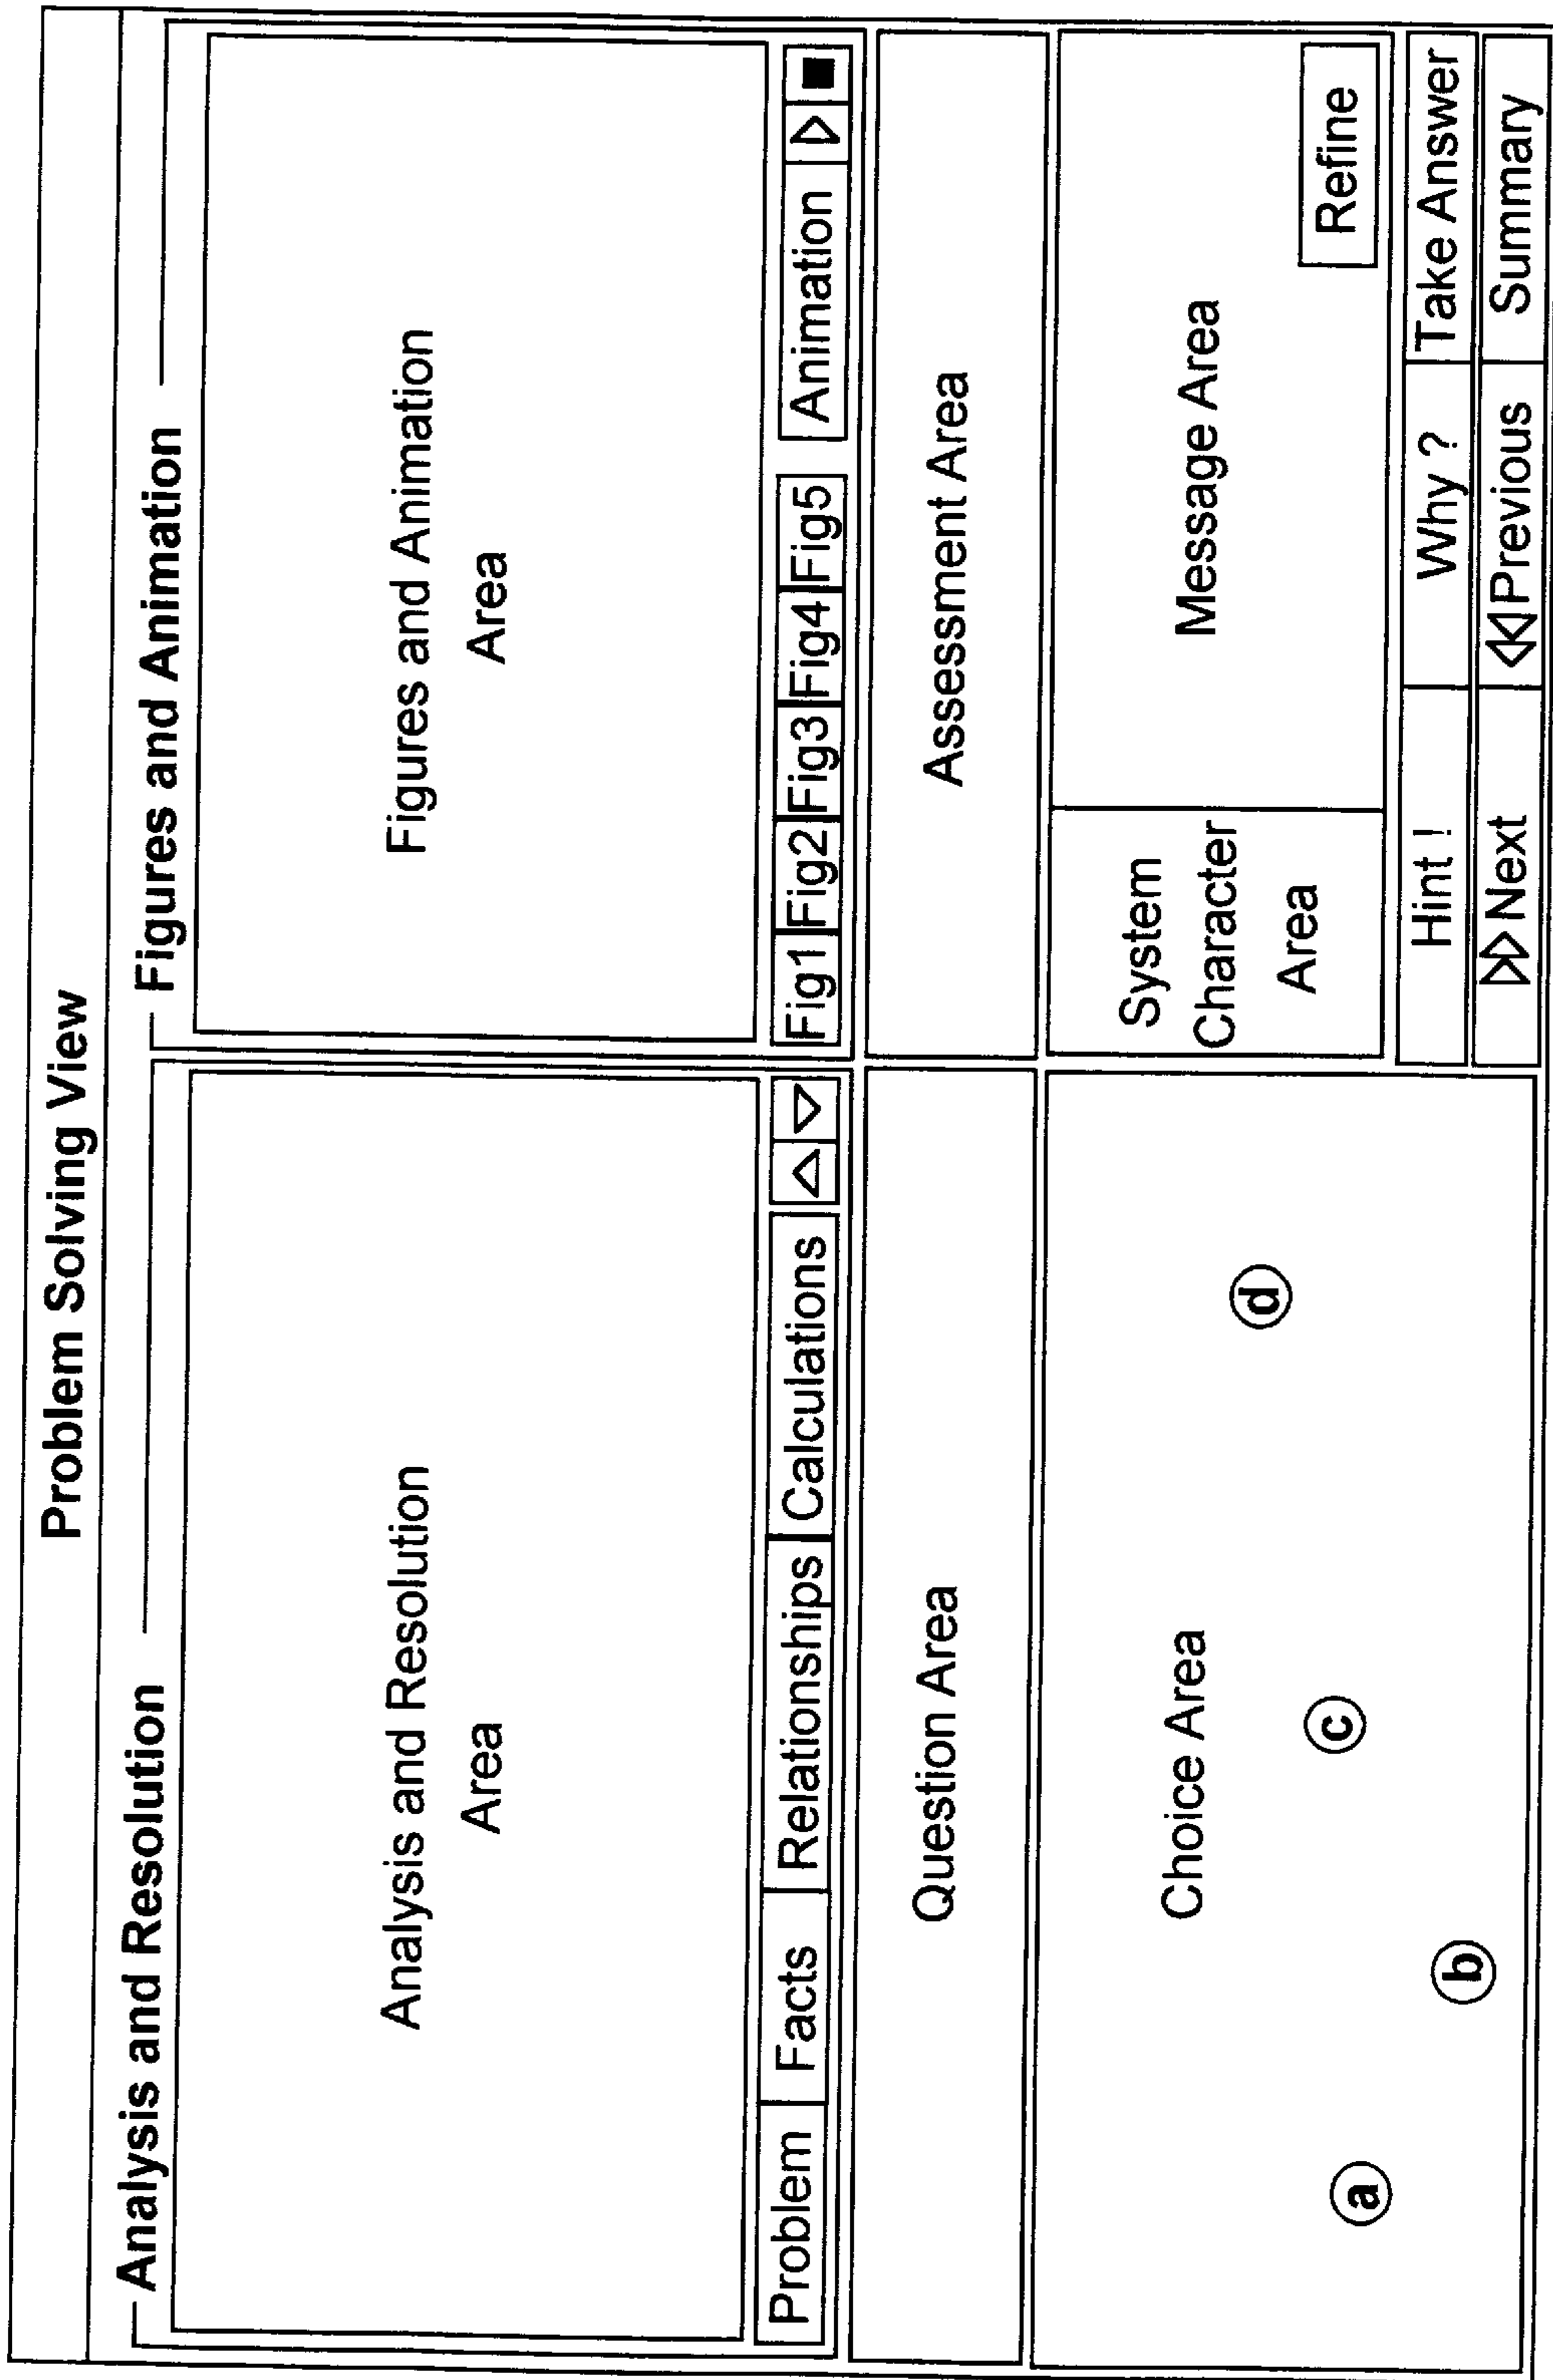 Problem Solving View
Analysis and Resolution
Analysis and Resolution
Area
Problem Facts Relationships Calculations
Figures and Animation
Figures and Animation
Area
Fig1 Fig2 Fig3 Fig4 Fig5 Animation
Question Area
Assessment Area
Choice Area
a
b
c
d
System
Character
Area
Message Area
Refine
Hint ! Why ? Take Answer
Next Previous Summary